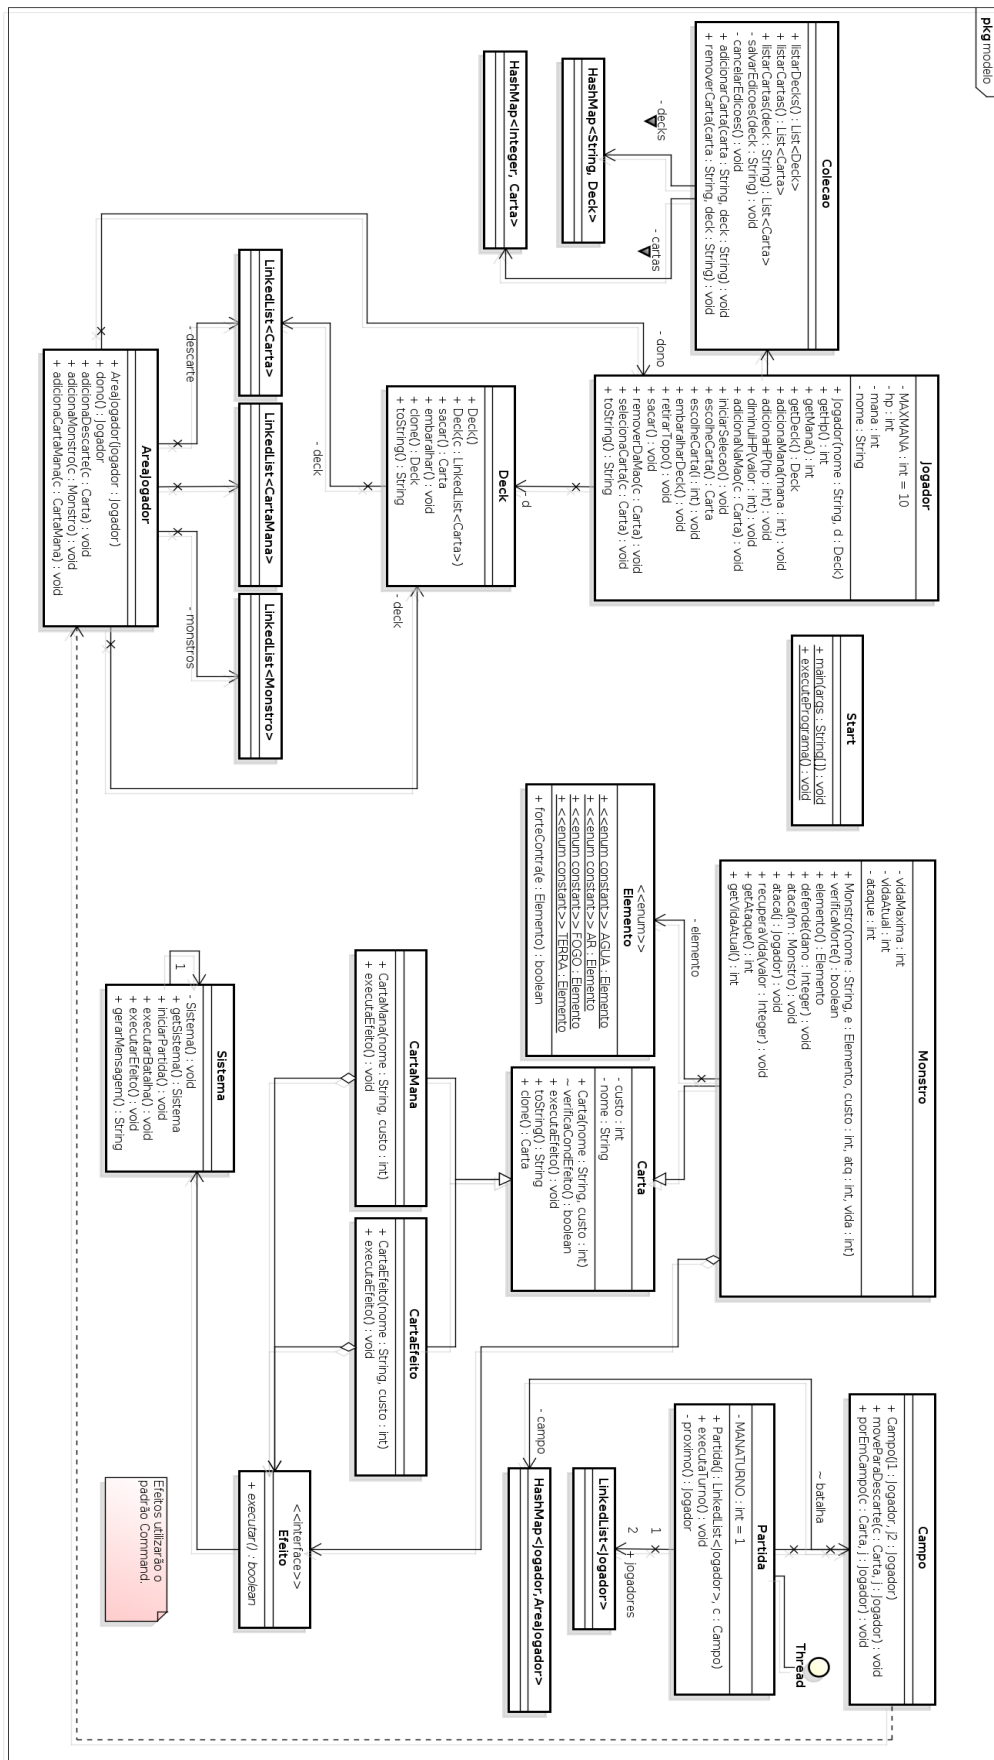 pkg modelo
Colecao
+ listarDecks() : List<Deck>
+ listarCartas() : List<Carta>
+ listarCartas(deck : String) : List<Carta>
- salvarEdicoes(deck : String) : void
- cancelarEdicoes() : void
+ adicionarCarta(carta : String, deck : String) : void
+ removerCarta(carta : String, deck : String) : void
- decks
- cartas
HashMap<String, Deck>
HashMap<Integer, Carta>
Jogador
- MAXMANA : int = 10
- hp : int
- mana : int
- nome : String
+ Jogador(nome : String, d : Deck)
+ getHp() : int
+ getMana() : int
+ getDeck() : Deck
+ adicionaMana(mana : int) : void
+ adicionaHP(hp : int) : void
+ diminuiHP(valor : int) : void
+ adicionaNaMao(c : Carta) : void
+ iniciarSelecao() : void
+ escolheCarta() : Carta
+ escolheCarta(i : int) : void
+ embaralharDeck() : void
+ retirarTopo() : void
+ sacar() : void
+ removerDaMao(c : Carta) : void
+ selecionaCarta(c : Carta) : void
+ toString() : String
- dono
- d
Deck
+ Deck()
+ Deck(c : LinkedList<Carta>)
+ sacar() : Carta
+ embaralhar() : void
+ clone() : Deck
+ toString() : String
- deck
- deck
LinkedList<Carta>
LinkedList<CartaMana>
LinkedList<Monstro>
- descarte
- monstros
AreaJogador
+ AreaJogador(jogador : Jogador)
+ dono() : Jogador
+ adicionaDescarte(c : Carta) : void
+ adicionaMonstro(c : Monstro) : void
+ adicionaCartaMana(c : CartaMana) : void
Start
+ main(args : String[]) : void
+ executePrograma() : void
Monstro
- vidaMaxima : int
- vidaAtual : int
- ataque : int
+ Monstro(nome : String, e : Elemento, custo : int, atq : int, vida : int)
+ verificaMorte() : boolean
+ elemento() : Elemento
+ defende(dano : Integer) : void
+ ataca(m : Monstro) : void
+ ataca(j : Jogador) : void
+ recuperaVida(valor : Integer) : void
+ getAtaque() : int
+ getVidaAtual() : int
- elemento
<<enum>>
Elemento
+ <<enum constant>> AGUA : Elemento
+ <<enum constant>> AR : Elemento
+ <<enum constant>> FOGO : Elemento
+ <<enum constant>> TERRA : Elemento
+ forteContra(e : Elemento) : boolean
Carta
- custo : int
- nome : String
+ Carta(nome : String, custo : int)
~ verificaCondEfeito() : boolean
+ executaEfeito() : void
+ toString() : String
+ clone() : Carta
CartaMana
+ CartaMana(nome : String, custo : int)
+ executaEfeito() : void
CartaEfeito
+ CartaEfeito(nome : String, custo : int)
+ executaEfeito() : void
Sistema
- Sistema() : void
+ getSistema() : Sistema
+ iniciarPartida() : void
+ executarBatalha() : void
+ executarEfeito() : void
+ gerarMensagem() : String
1
Campo
+ Campo(j1 : Jogador, j2 : Jogador)
+ moveParaDescarte(c : Carta, j : Jogador) : void
+ porEmCampo(c : Carta, j : Jogador) : void
~ batalha
Thread
Partida
- MANATURNO : int = 1
+ Partida(j : LinkedList<Jogador>, c : Campo)
+ executaTurno() : void
- proximo() : Jogador
1
2
+ jogadores
LinkedList<Jogador>
- campo
HashMap<Jogador,AreaJogador>
<<interface>>
Efeito
+ executar() : boolean
Efeitos utilizarão o
padrão Command.